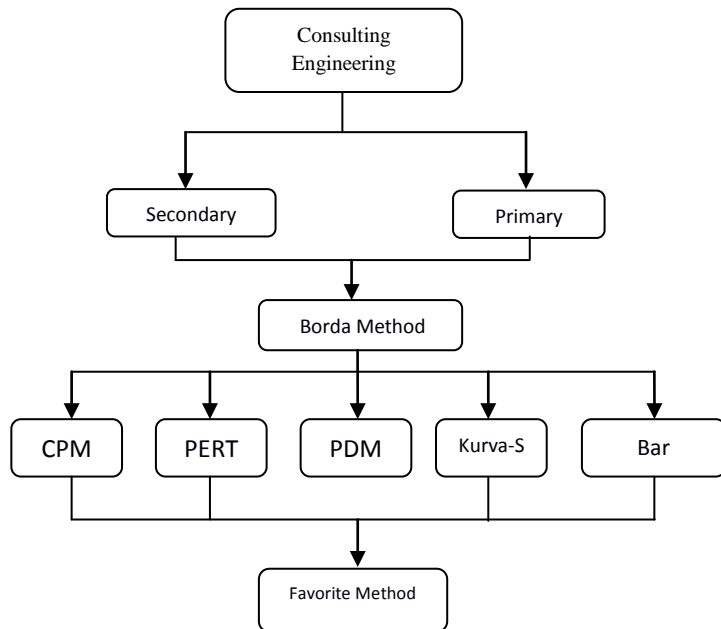 Consulting
Engineering
Secondary
Primary
Borda Method
CPM
PERT
PDM
Kurva-S
Bar
Favorite Method